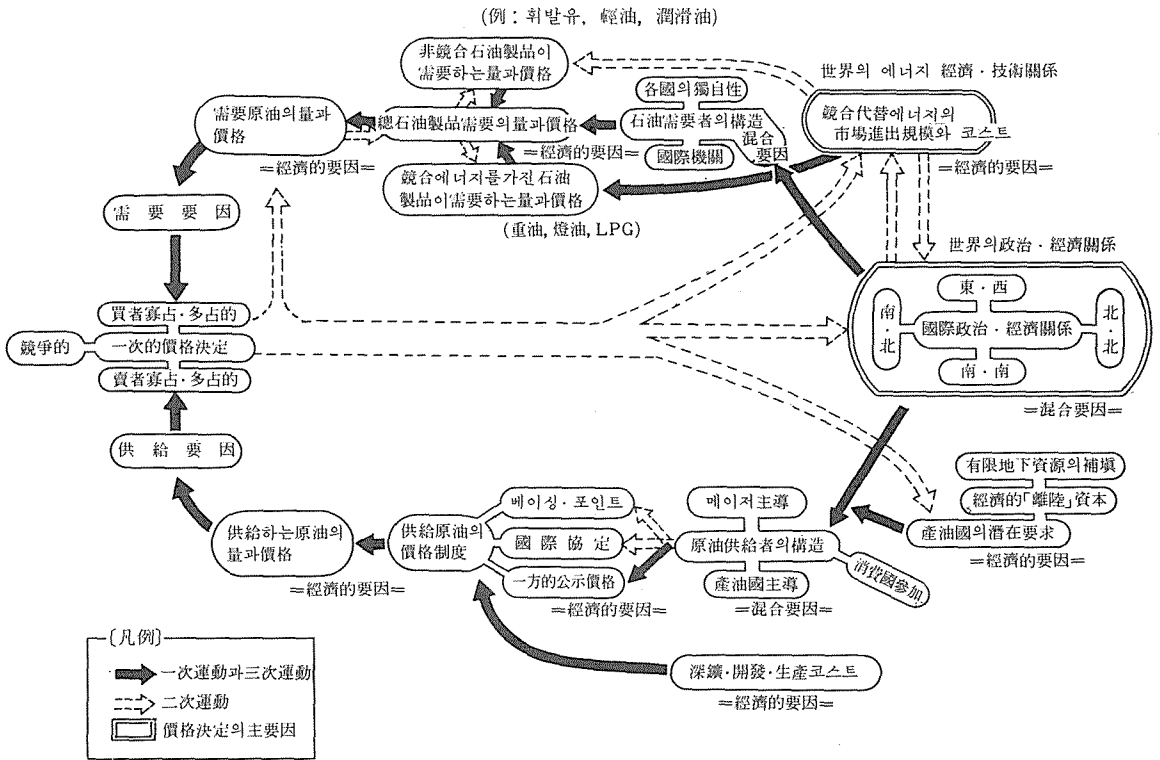 (例: 휘발유, 輕油, 潤滑油)
非競合石油製品이
需要하는量과價格
世界의 에너지 經濟·技術關係
各國의獨自性
競合代替에너지의
市場進出規模와 코스트
需要原油의量과
價格
總石油製品需要의量과價格
石油需要者의構造
混合
要因
國際機關
=經濟的要因=
=經濟的要因=
=經濟的要因=
競合에너지를가진石油
製品이需要하는量과價格
(重油, 燈油, LPG)
需要要因
世界의政治·經濟關係
東·西
南·北
國際政治·經濟關係
北·北
南·南
=混合要因=
買者寡占·多占的
競爭的
一次的價格決定
賣者寡占·多占的
供給要因
有限地下資源의補塡
經濟的「離陸」資本
產油國의潛在要求
=經濟的要因=
베이싱·포인트
메이저主導
供給하는原油의
量과價格
供給原油의
價格制度
國際協定
原油供給者의構造
消費國參加
一方的公示價格
產油國主導
=經濟的要因=
=經濟的要因=
=混合要因=
深鑛·開發·生產코스트
=經濟的要因=
〔凡例〕
一次運動과三次運動
二次運動
價格決定의主要因